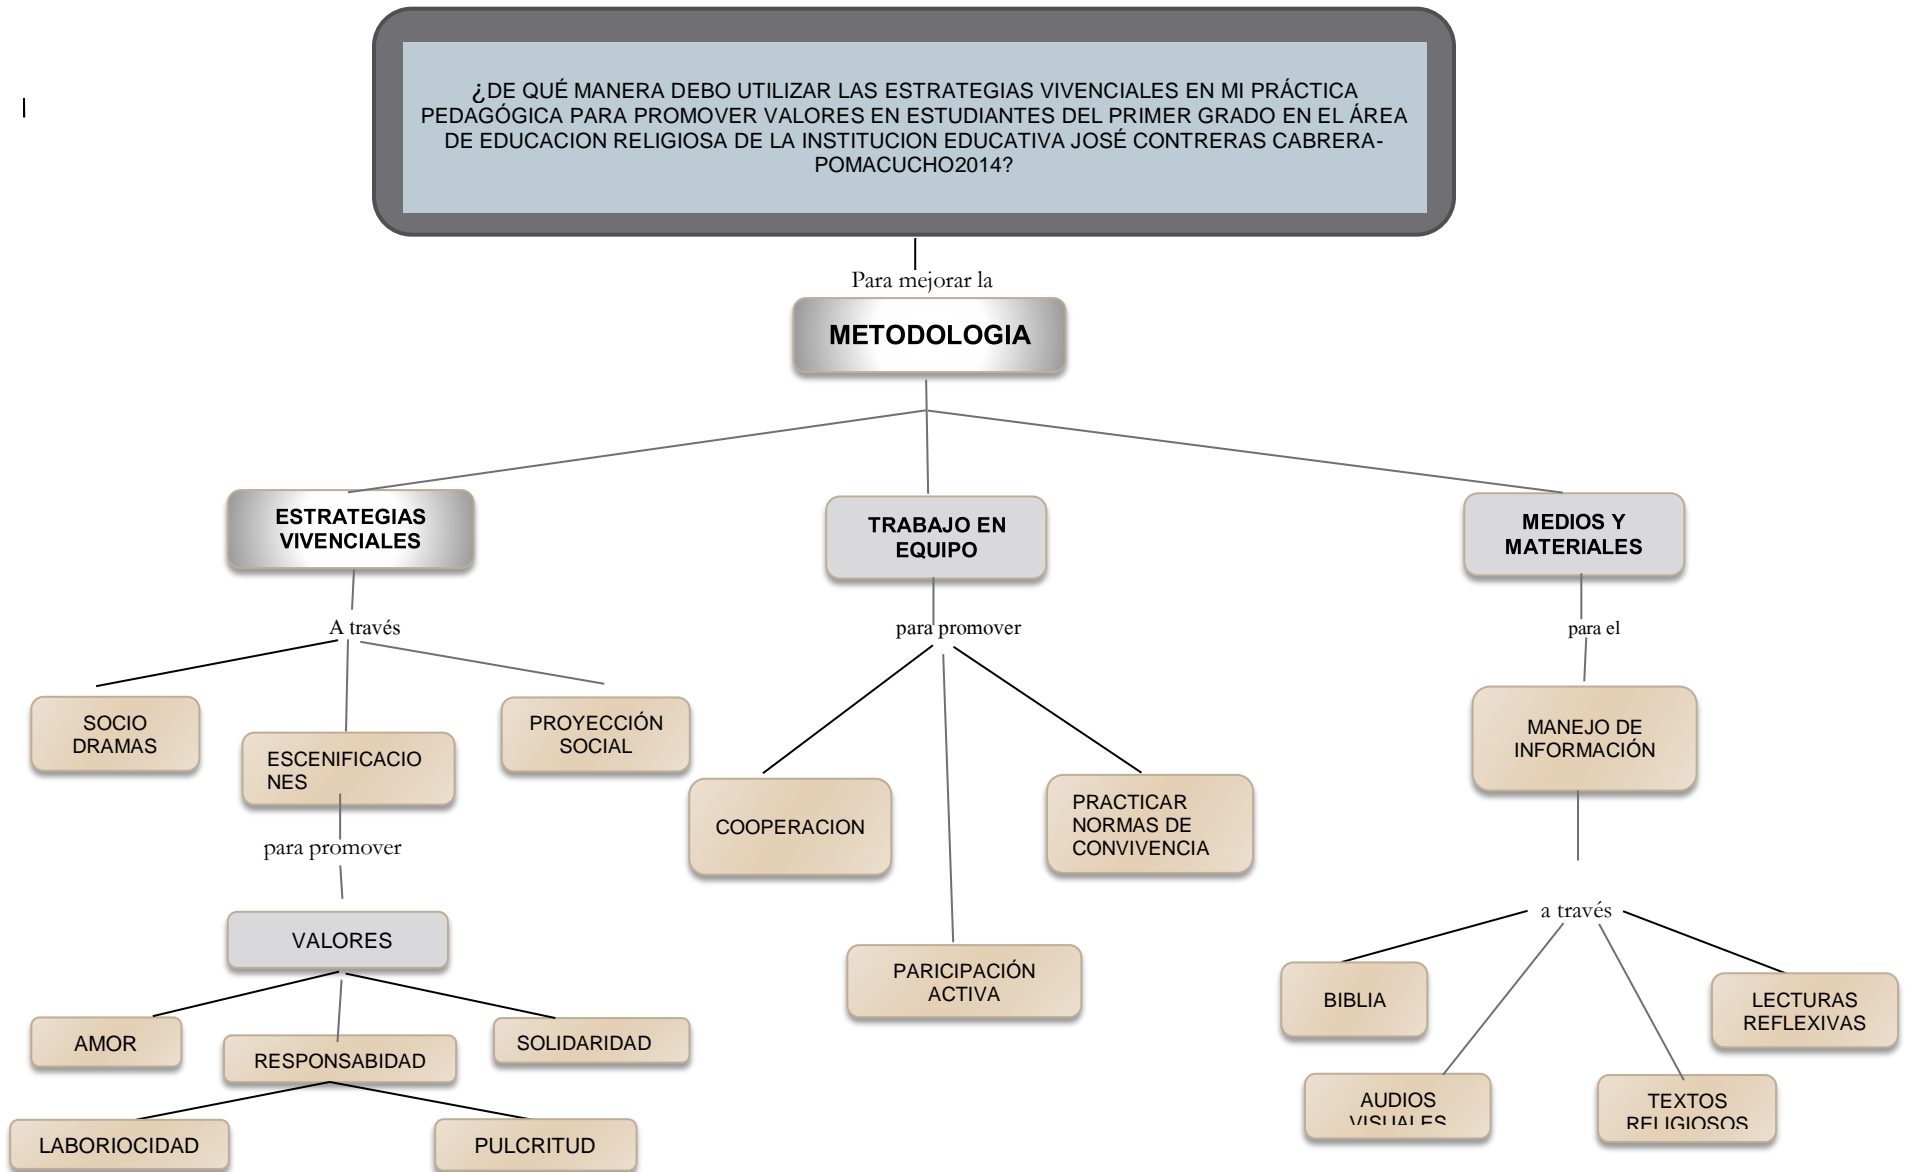 ¿DE QUÉ MANERA DEBO UTILIZAR LAS ESTRATEGIAS VIVENCIALES EN MI PRÁCTICA
PEDAGÓGICA PARA PROMOVER VALORES EN ESTUDIANTES DEL PRIMER GRADO EN EL ÁREA
DE EDUCACION RELIGIOSA DE LA INSTITUCION EDUCATIVA JOSÉ CONTRERAS CABRERA-
POMACUCHO2014?
Para mejorar la
METODOLOGIA
ESTRATEGIAS
VIVENCIALES
A través
SOCIO
DRAMAS
ESCENIFICACIO
NES
PROYECCIÓN
SOCIAL
para promover
VALORES
AMOR
RESPONSABIDAD
SOLIDARIDAD
LABORIOCIDAD
PULCRITUD
TRABAJO EN
EQUIPO
para promover
COOPERACION
PARICIPACIÓN
ACTIVA
PRACTICAR
NORMAS DE
CONVIVENCIA
MEDIOS Y
MATERIALES
para el
MANEJO DE
INFORMACIÓN
a través
BIBLIA
AUDIOS
VISUALES
TEXTOS
RELIGIOSOS
LECTURAS
REFLEXIVAS